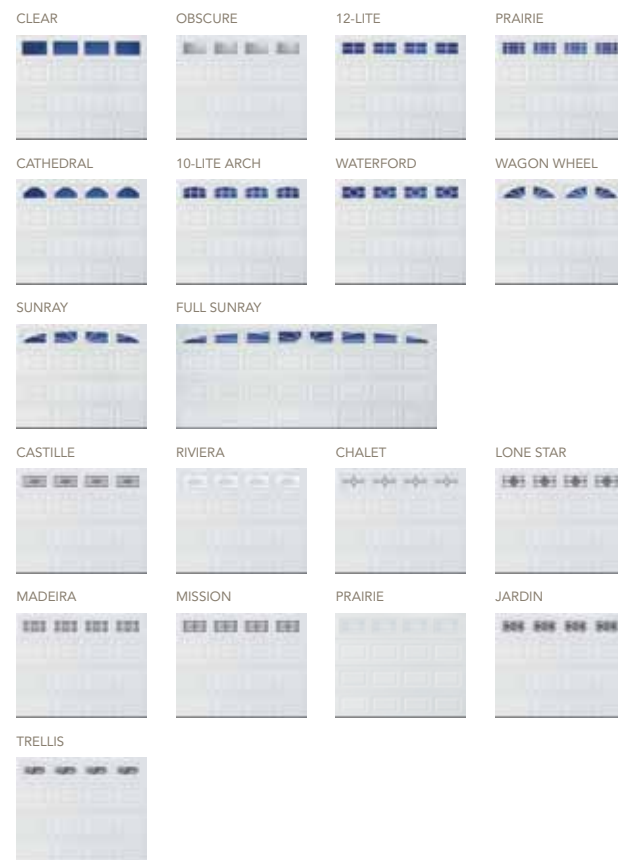 CLEAR
OBSCURE
12-LITE
PRAIRIE
CATHEDRAL
10-LITE ARCH
WATERFORD
WAGON WHEEL
SUNRAY
FULL SUNRAY
CASTILLE
RIVIERA
CHALET
LONE STAR
MADEIRA
MISSION
PRAIRIE
JARDIN
TRELLIS